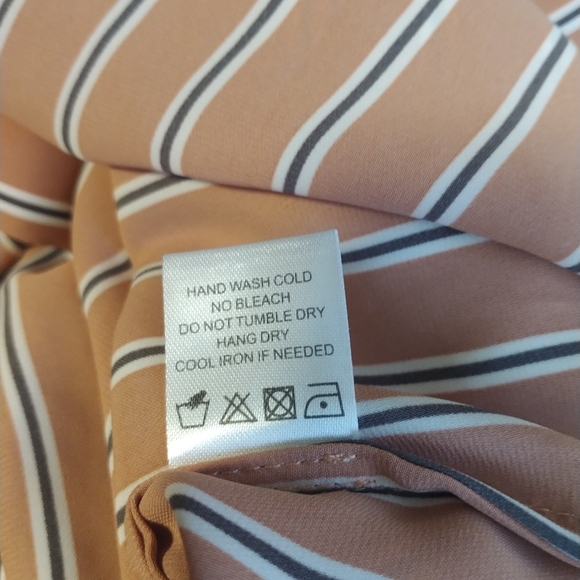 HAND WASH COLD
NO BLEACH
DO NOT TUMBLE DRY
HANG DRY
COOL IRON IF NEEDED